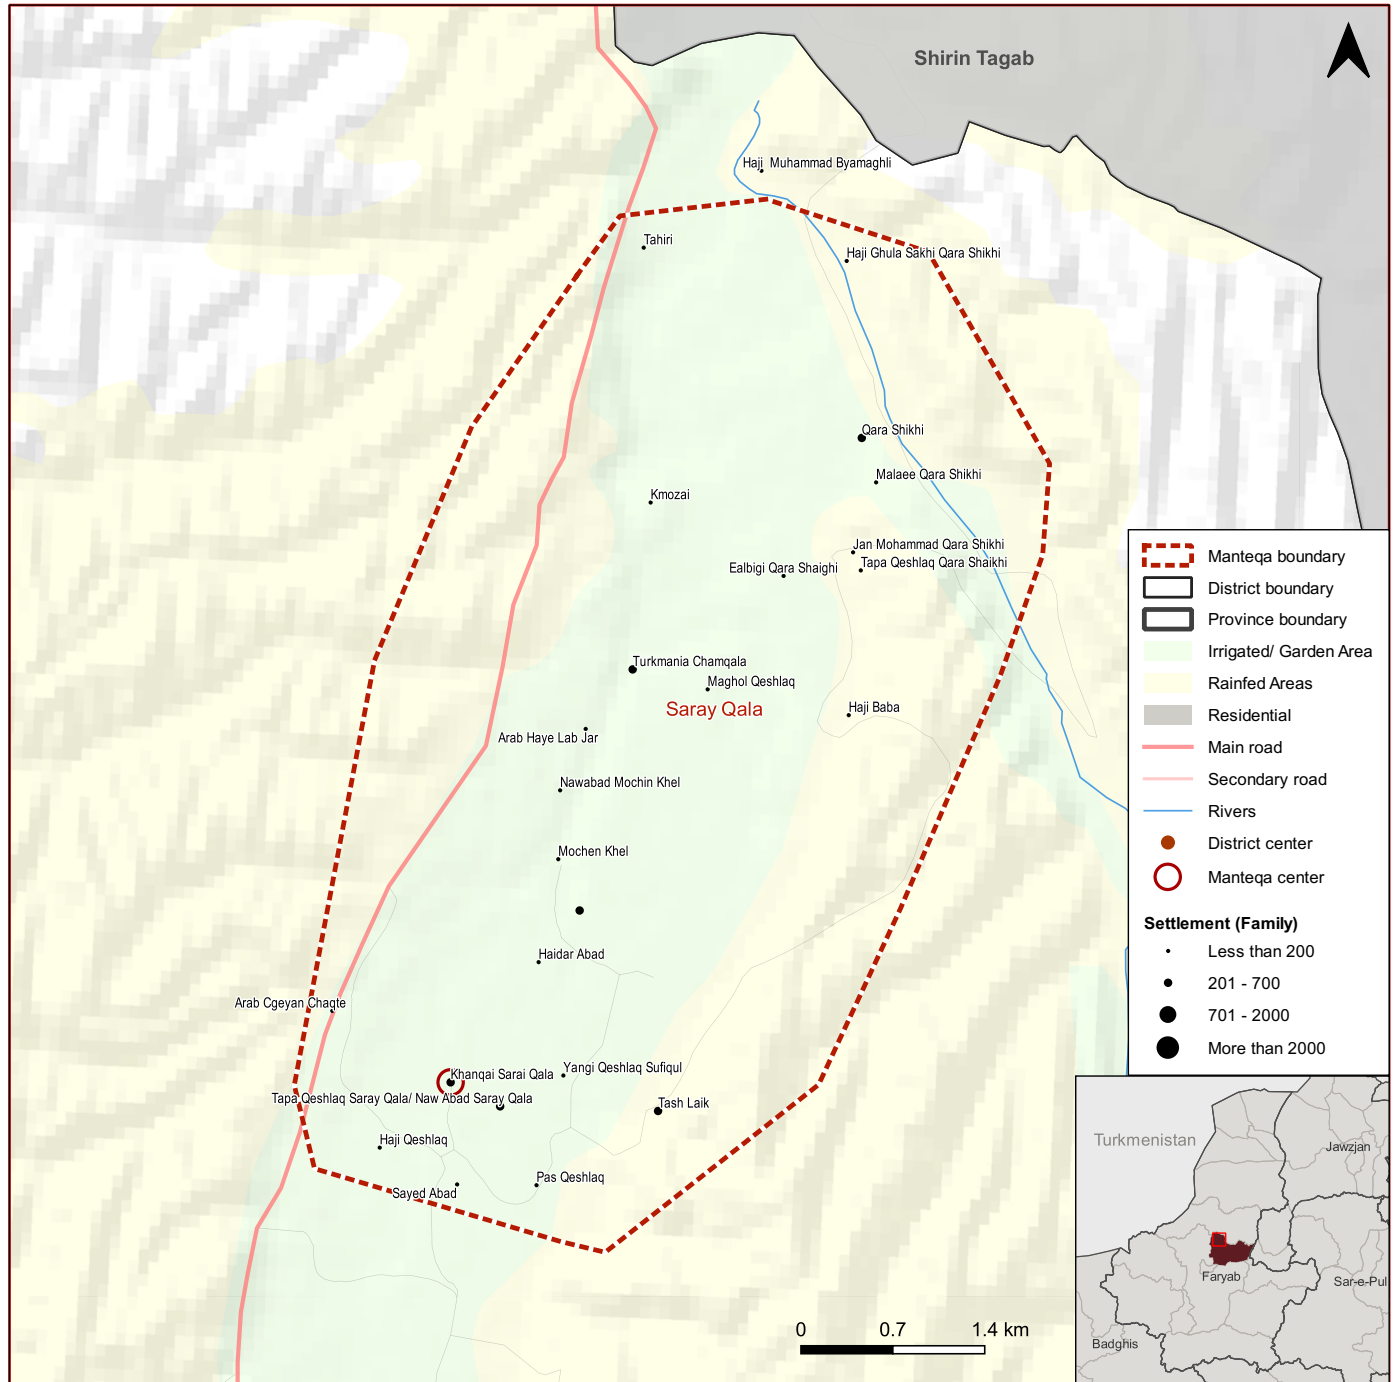 Shirin Tagab
Haji Muhammad Byamaghli
Tahiri
Haji Ghula Sakhi Qara Shikhi
Qara Shikhi
Malaee Qara Shikhi
Kmozai
Jan Mohammad Qara Shikhi
Tapa Qeshlaq Qara Shaikhi
Ealbigi Qara Shaighi
Turkmania Chamqala
Maghol Qeshlaq
Saray Qala
Haji Baba
Arab Haye Lab Jar
Nawabad Mochin Khel
Mochen Khel
Haidar Abad
Arab Cgeyan Chaqte
Yangi Qeshlaq Sufiqul
Khanqai Sarai Qala
Tapa Qeshlaq Saray Qala/ Naw Abad Saray Qala
Tash Laik
Haji Qeshlaq
Pas Qeshlaq
Sayed Abad
0 0.7 1.4 km
Manteqa boundary
District boundary
Province boundary
Irrigated/ Garden Area
Rainfed Areas
Residential
Main road
Secondary road
Rivers
District center
Manteqa center
Settlement (Family)
Less than 200
201 - 700
701 - 2000
More than 2000
Turkmenistan
Jawzjan
Faryab
Sar-e-Pul
Badghis